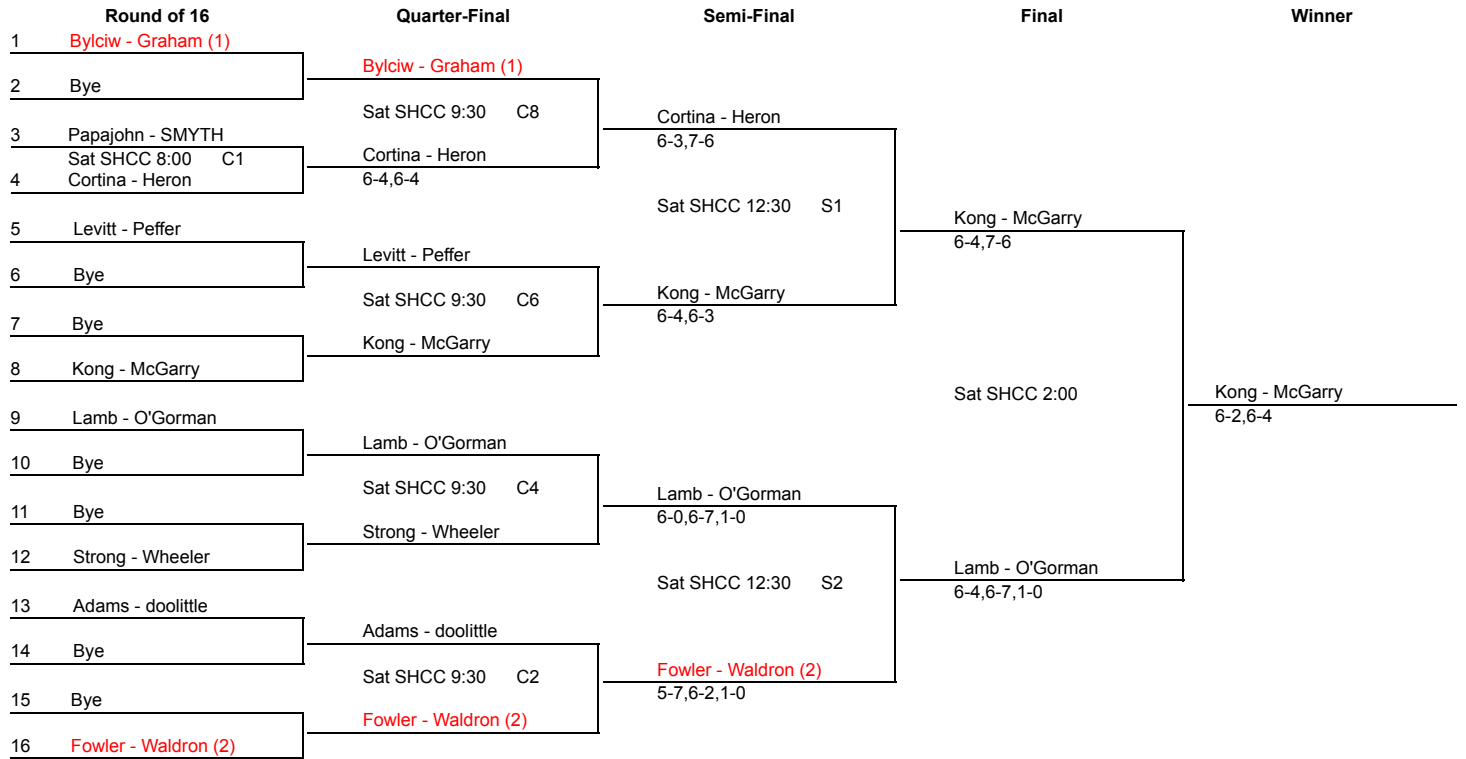 Round of 16 Quarter-Final Semi-Final Final Winner
1 Bylciw - Graham (1)
2 Bye
3 Papajohn - SMYTH
Sat SHCC 8:00 C1
4 Cortina - Heron
5 Levitt - Peffer
6 Bye
7 Bye
8 Kong - McGarry
9 Lamb - O'Gorman
10 Bye
11 Bye
12 Strong - Wheeler
13 Adams - doolittle
14 Bye
15 Bye
16 Fowler - Waldron (2)
Bylciw - Graham (1)
Sat SHCC 9:30 C8
Cortina - Heron
6-4,6-4
Levitt - Peffer
Sat SHCC 9:30 C6
Kong - McGarry
Lamb - O'Gorman
Sat SHCC 9:30 C4
Strong - Wheeler
Adams - doolittle
Sat SHCC 9:30 C2
Fowler - Waldron (2)
Cortina - Heron
6-3,7-6
Sat SHCC 12:30 S1
Kong - McGarry
6-4,6-3
Lamb - O'Gorman
6-0,6-7,1-0
Sat SHCC 12:30 S2
Fowler - Waldron (2)
5-7,6-2,1-0
Kong - McGarry
6-4,7-6
Sat SHCC 2:00
Lamb - O'Gorman
6-4,6-7,1-0
Kong - McGarry
6-2,6-4